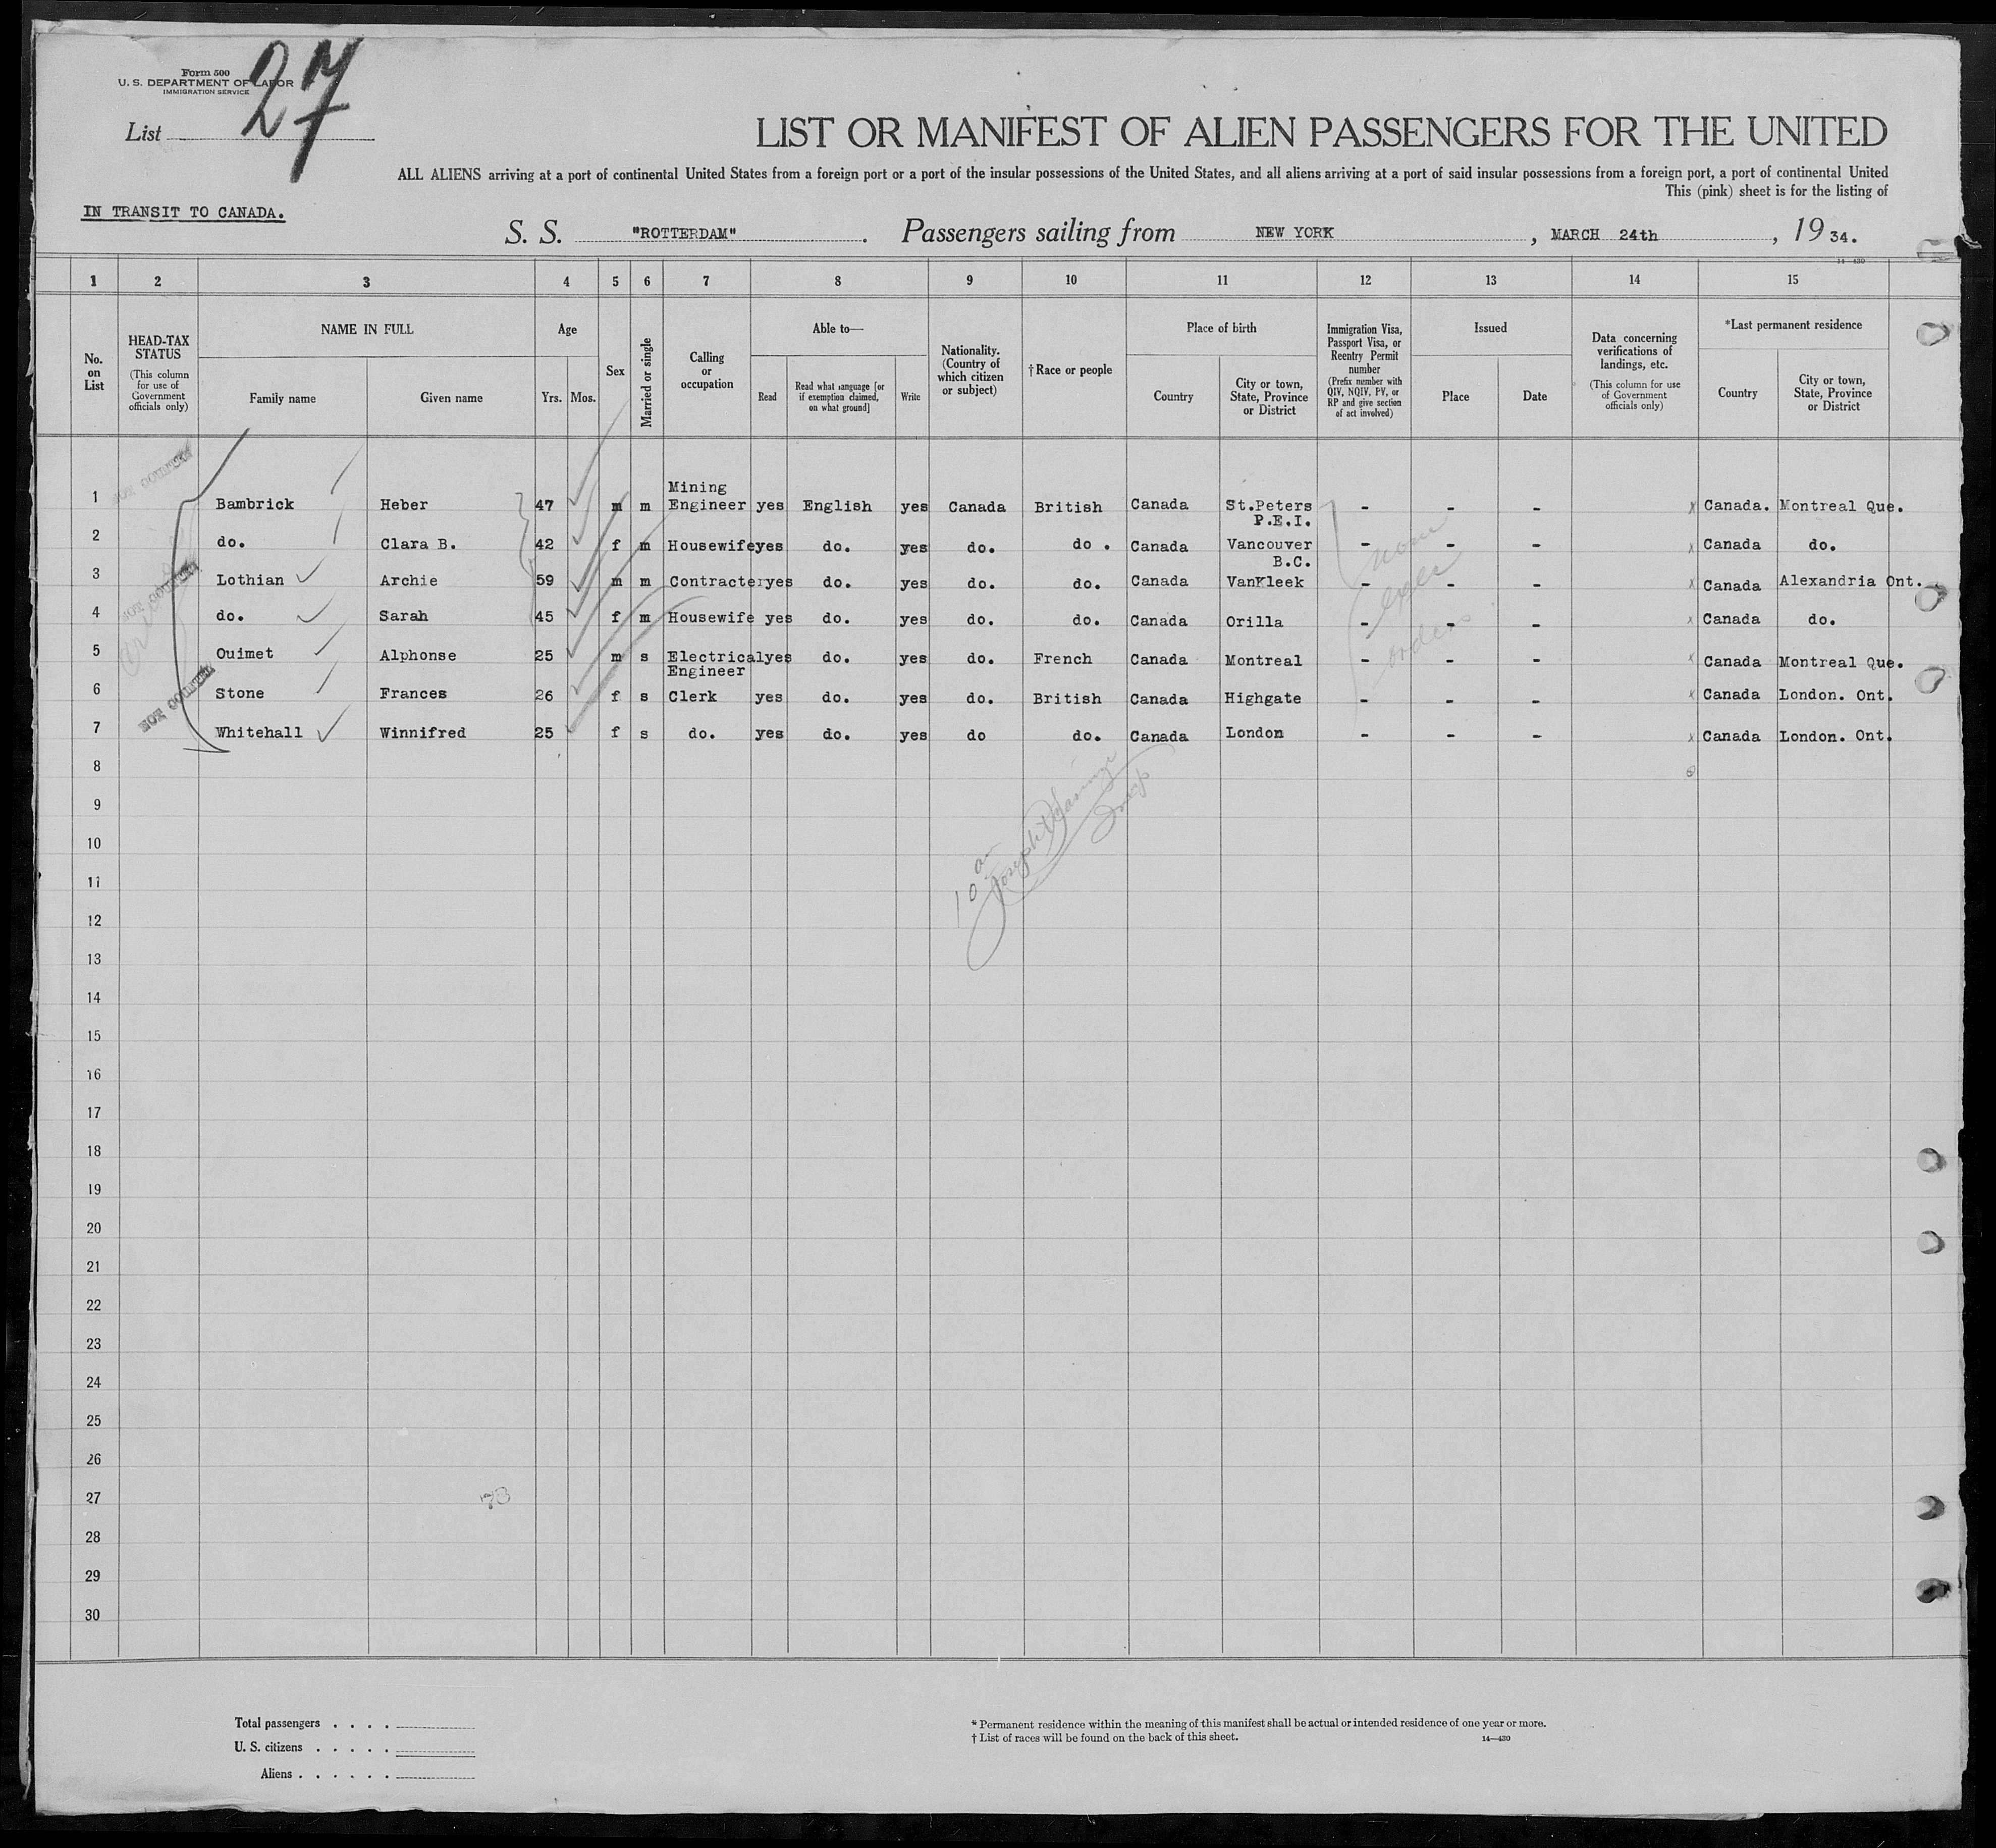 Form 500
U. S. DEPARTMENT OF LABOR
IMMIGRATION SERVICE
List 27
LIST OR MANIFEST OF ALIEN PASSENGERS FOR THE UNITED
ALL ALIENS arriving at a port of continental United States from a foreign port or a port of the insular possessions of the United States, and all aliens arriving at a port of said insular possessions from a foreign port, a port of continental United
This (pink) sheet is for the listing of
IN TRANSIT TO CANADA.
S. S. "ROTTERDAM". Passengers sailing from NEW YORK, MARCH 24th, 1934.
14—430
1 2 3 4 5 6 7 8 9 10 11 12 13 14 15
No. on List
HEAD-TAX STATUS
(This column for use of Government officials only)
NAME IN FULL
Family name
Given name
Age
Yrs. Mos.
Sex
Married or single
Calling or occupation
Able to—
Read
Read what language [or if exemption claimed, on what ground]
Write
Nationality. (Country of which citizen or subject)
†Race or people
Place of birth
Country
City or town, State, Province or District
Immigration Visa, Passport Visa, or Reentry Permit number
(Prefix number with QIV, NQIV, PV, or RP and give section of act involved)
Issued
Place
Date
Data concerning verifications of landings, etc.
(This column for use of Government officials only)
*Last permanent residence
Country
City or town, State, Province or District
NOT COUNTRY
1 Bambrick Heber 47 m m Mining Engineer yes English yes Canada British Canada St.Peters P.E.I. - - - x Canada. Montreal Que.
2 do. Clara B. 42 f m Housewife yes do. yes do. do . Canada Vancouver B.C. - - - x Canada do.
3 Lothian Archie 59 m m Contracter yes do. yes do. do. Canada VanKleek - - - x Canada Alexandria Ont.
4 do. Sarah 45 f m Housewife yes do. yes do. do. Canada Orilla - - - x Canada do.
5 Ouimet Alphonse 25 m s Electrical Engineer yes do. yes do. French Canada Montreal - - - x Canada Montreal Que.
6 Stone Frances 26 f s Clerk yes do. yes do. British Canada Highgate - - - x Canada London. Ont.
7 Whitehall Winnifred 25 f s do. yes do. yes do do. Canada London - - - x Canada London. Ont.
none
exec
orders
8
9
10
11
12
13
14
15
16
17
18
19
20
21
22
23
24
25
26
27
28
29
30
10 am
Joseph
Insp
73
Total passengers . . . .
U. S. citizens . . . . .
Aliens . . . . . .
* Permanent residence within the meaning of this manifest shall be actual or intended residence of one year or more.
† List of races will be found on the back of this sheet.
14—430